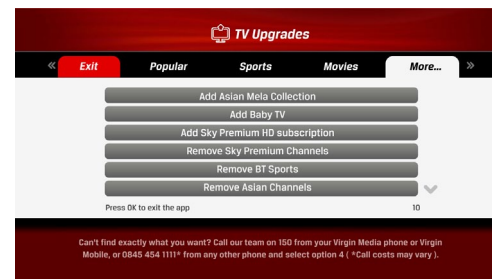 TV Upgrades
« Exit Popular Sports Movies More... »
Add Asian Mela Collection
Add Baby TV
Add Sky Premium HD subscription
Remove Sky Premium Channels
Remove BT Sports
Remove Asian Channels
Press OK to exit the app 10
Can't find exactly what you want? Call our team on 150 from your Virgin Media phone or Virgin
Mobile, or 0845 454 1111* from any other phone and select option 4 ( *Call costs may vary ).